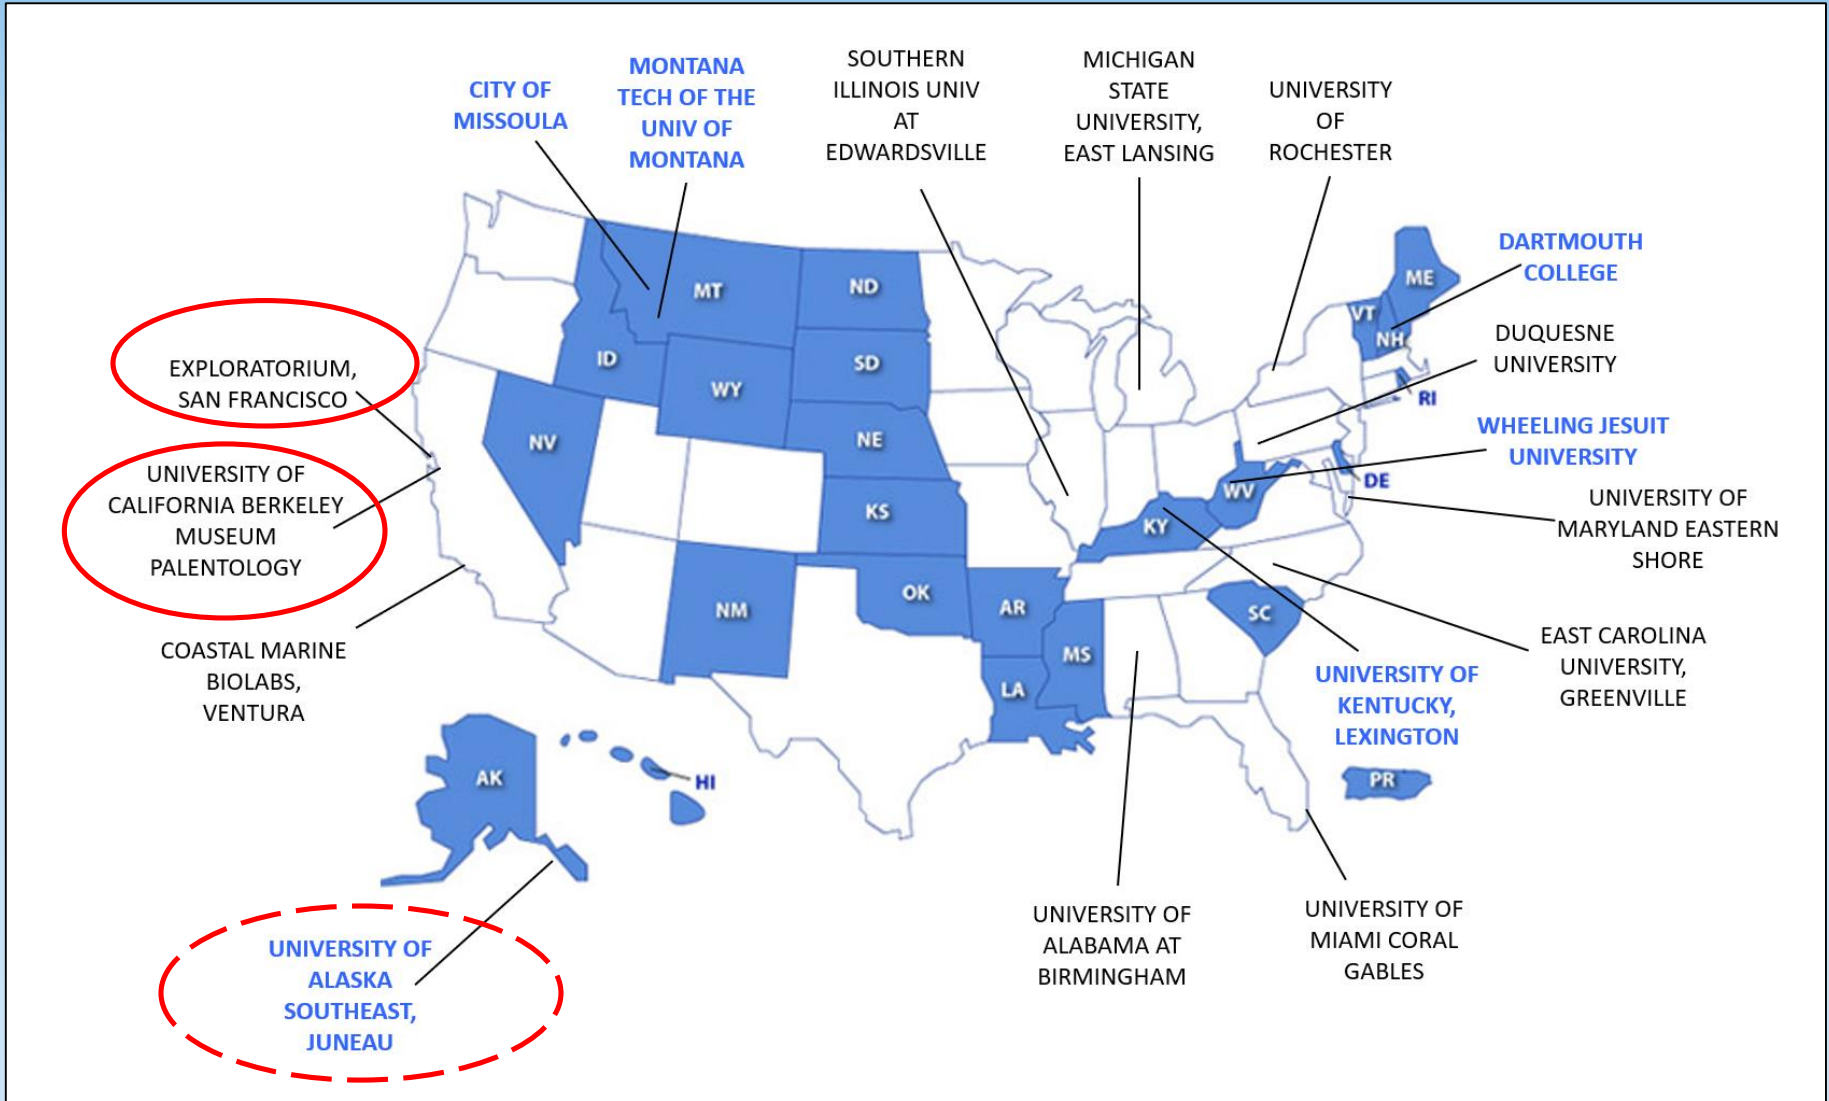 CITY OF
MISSOULA
MONTANA
TECH OF THE
UNIV OF
MONTANA
SOUTHERN
ILLINOIS UNIV
AT
EDWARDSVILLE
MICHIGAN
STATE
UNIVERSITY,
EAST LANSING
UNIVERSITY
OF
ROCHESTER
DARTMOUTH
COLLEGE
DUQUESNE
UNIVERSITY
WHEELING JESUIT
UNIVERSITY
UNIVERSITY OF
MARYLAND EASTERN
SHORE
EAST CAROLINA
UNIVERSITY,
GREENVILLE
UNIVERSITY OF
KENTUCKY,
LEXINGTON
EXPLORATORIUM,
SAN FRANCISCO
UNIVERSITY OF
CALIFORNIA BERKELEY
MUSEUM
PALENTOLOGY
COASTAL MARINE
BIOLABS,
VENTURA
MT
ND
ID
WY
SD
NV
NE
KS
NM
OK
AR
MS
LA
KY
WV
SC
ME
VT
NH
RI
DE
AK
HI
PR
UNIVERSITY OF
ALASKA
SOUTHEAST,
JUNEAU
UNIVERSITY OF
ALABAMA AT
BIRMINGHAM
UNIVERSITY OF
MIAMI CORAL
GABLES